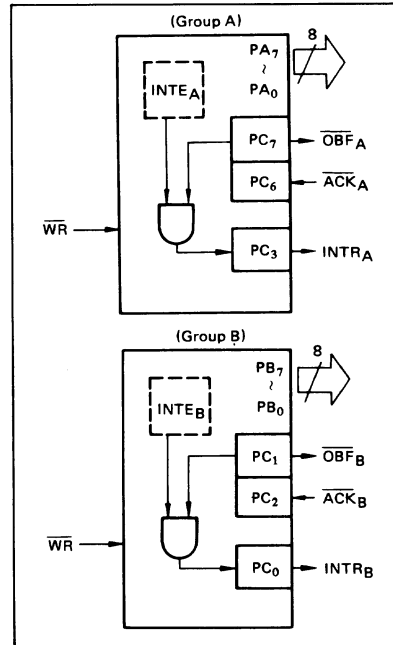 (Group A)
8
PA7
~
PA0
INTEA
PC7
OBFA
PC6
ACKA
WR
PC3
INTRA
(Group B)
8
PB7
~
PB0
INTEB
PC1
OBFB
PC2
ACKB
WR
PC0
INTRB